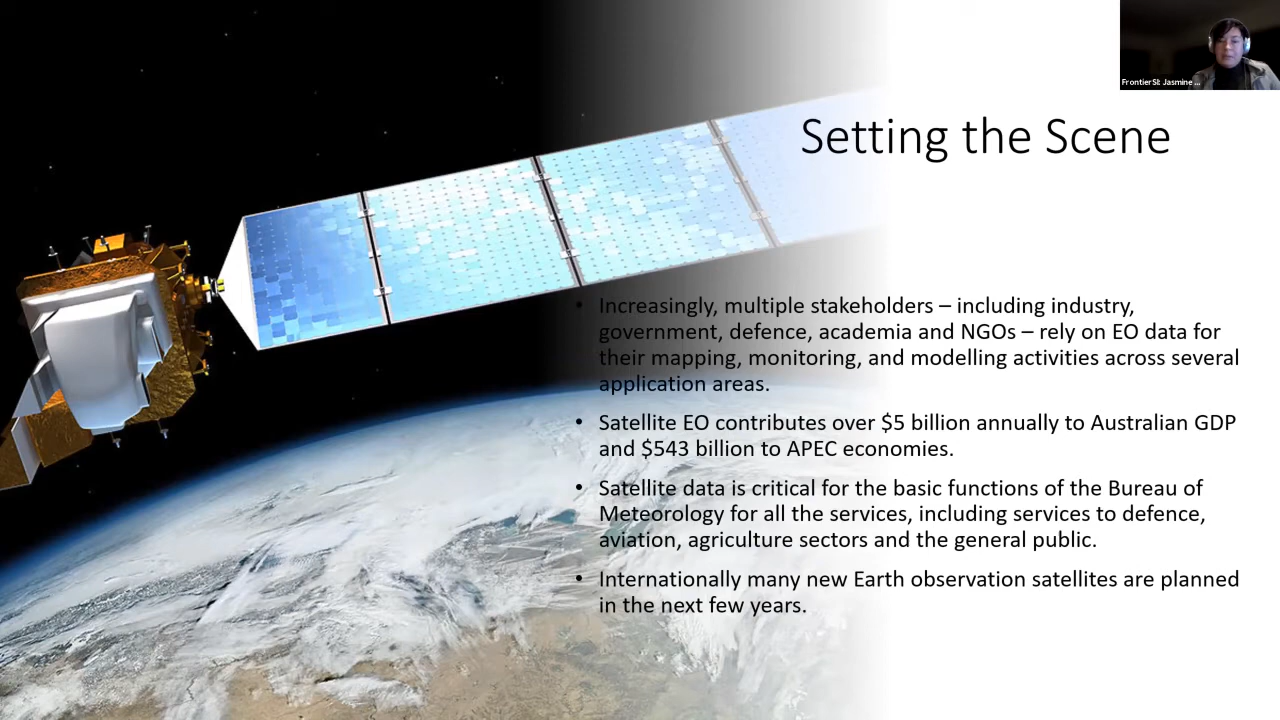 FrontierSI: Jasmine ...
Setting the Scene
• Increasingly, multiple stakeholders – including industry,
government, defence, academia and NGOs – rely on EO data for
their mapping, monitoring, and modelling activities across several
application areas.
• Satellite EO contributes over $5 billion annually to Australian GDP
and $543 billion to APEC economies.
• Satellite data is critical for the basic functions of the Bureau of
Meteorology for all the services, including services to defence,
aviation, agriculture sectors and the general public.
• Internationally many new Earth observation satellites are planned
in the next few years.